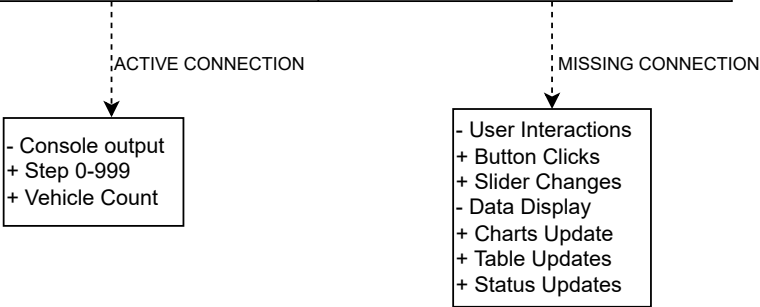 ACTIVE CONNECTION
MISSING CONNECTION
- Console output
+ Step 0-999
+ Vehicle Count
- User Interactions
+ Button Clicks
+ Slider Changes
- Data Display
+ Charts Update
+ Table Updates
+ Status Updates